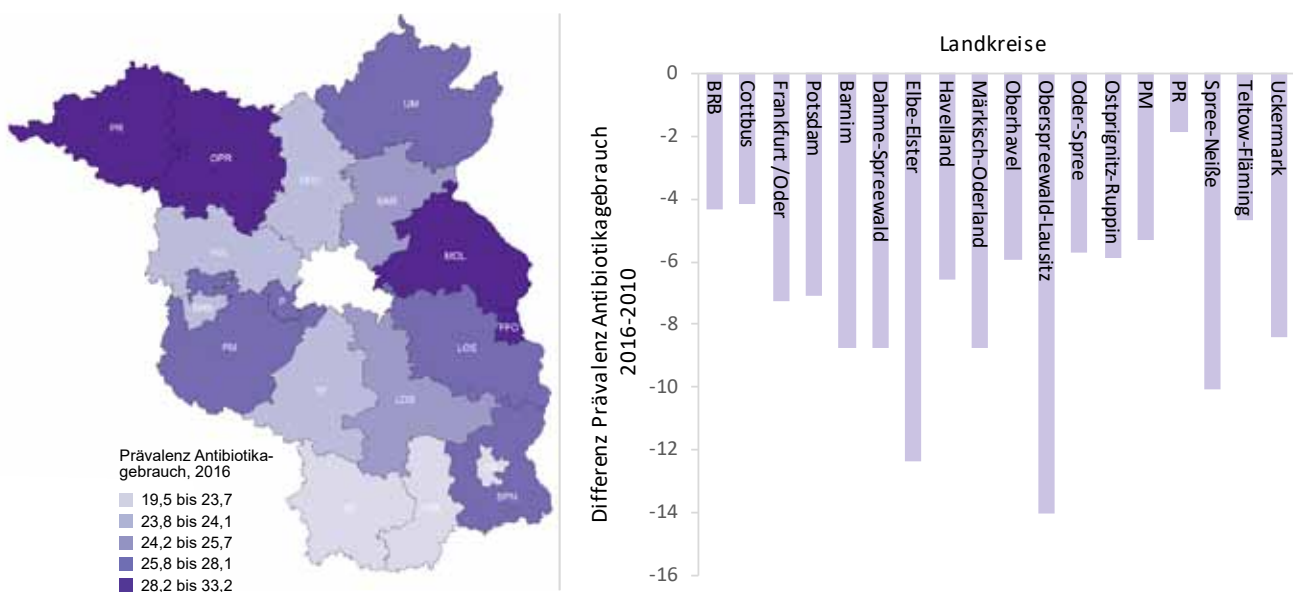 UM
PR
OPR
BAR
MOL
P
FFO
PM
LOS
TF
LDS
SPN
Prävalenz Antibiotika-
gebrauch, 2016
19,5 bis 23,7
23,8 bis 24,1
24,2 bis 25,7
25,8 bis 28,1
28,2 bis 33,2
Landkreise
Differenz Prävalenz Antibiotikagebrauch
2016-2010
0
-2
-4
-6
-8
-10
-12
-14
-16
BRB
Cottbus
Frankfurt /Oder
Potsdam
Barnim
Dahme-Spreewald
Elbe-Elster
Havelland
Märkisch-Oderland
Oberhavel
Oberspreewald-Lausitz
Oder-Spree
Ostprignitz-Ruppin
PM
PR
Spree-Neiße
Teltow-Fläming
Uckermark